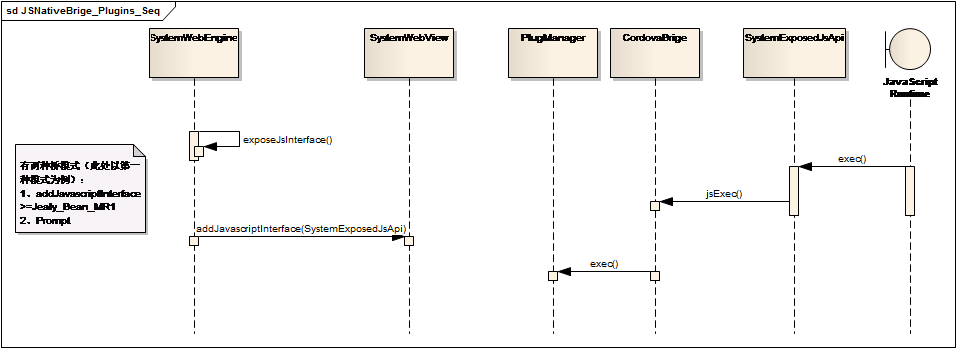 sd JSNativeBrige_Plugins_Seq
SystemWebEngine
SystemWebView
PlugManager
CordovaBrige
SystemExposedJsApi
JavaScript
Runtime
exposeJsInterface()
有两种桥模式（此处以第一
种模式为例）：
1、addJavascriptInterface
>=Jealy_Bean_MR1
2、Prompt
exec()
jsExec()
addJavascriptInterface(SystemExposedJsApi)
exec()